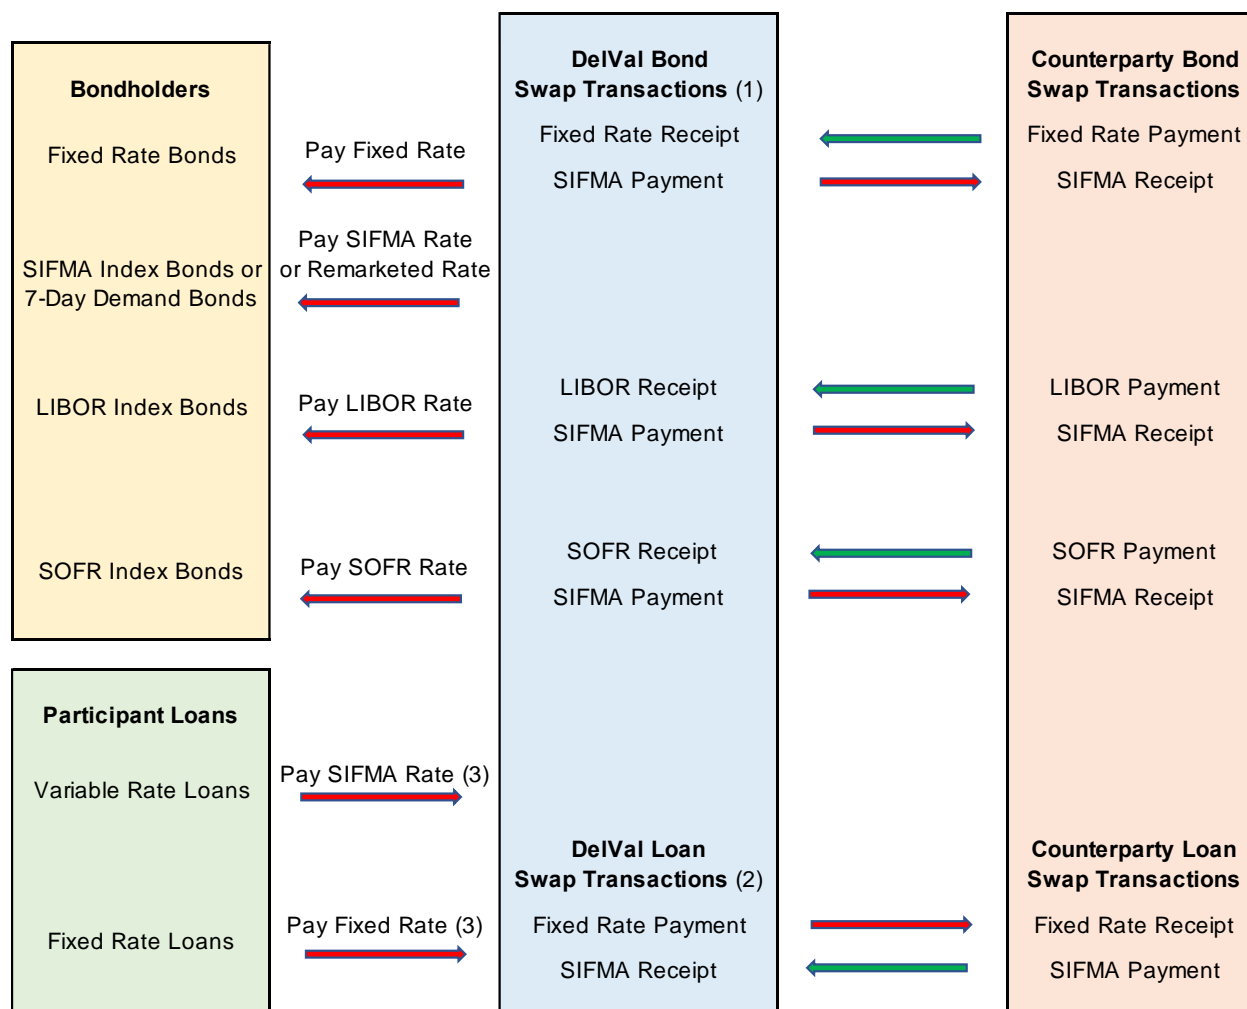 Bondholders
Fixed Rate Bonds
SIFMA Index Bonds or
7-Day Demand Bonds
LIBOR Index Bonds
SOFR Index Bonds
Participant Loans
Variable Rate Loans
Fixed Rate Loans
Pay Fixed Rate
Pay SIFMA Rate
or Remarketed Rate
Pay LIBOR Rate
Pay SOFR Rate
Pay SIFMA Rate (3)
Pay Fixed Rate (3)
DelVal Bond
Swap Transactions (1)
Fixed Rate Receipt
SIFMA Payment
LIBOR Receipt
SIFMA Payment
SOFR Receipt
SIFMA Payment
DelVal Loan
Swap Transactions (2)
Fixed Rate Payment
SIFMA Receipt
Counterparty Bond
Swap Transactions
Fixed Rate Payment
SIFMA Receipt
LIBOR Payment
SIFMA Receipt
SOFR Payment
SIFMA Receipt
Counterparty Loan
Swap Transactions
Fixed Rate Receipt
SIFMA Payment